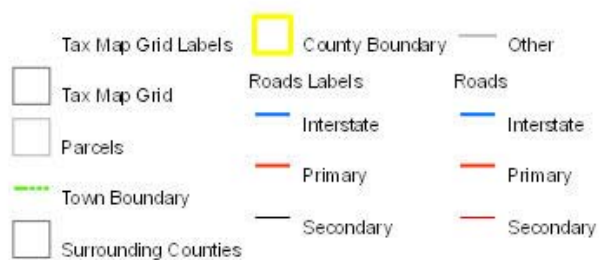 Tax Map Grid Labels
Tax Map Grid
Parcels
Town Boundary
Surrounding Counties
County Boundary
Roads Labels
Interstate
Primary
Secondary
Other
Roads
Interstate
Primary
Secondary